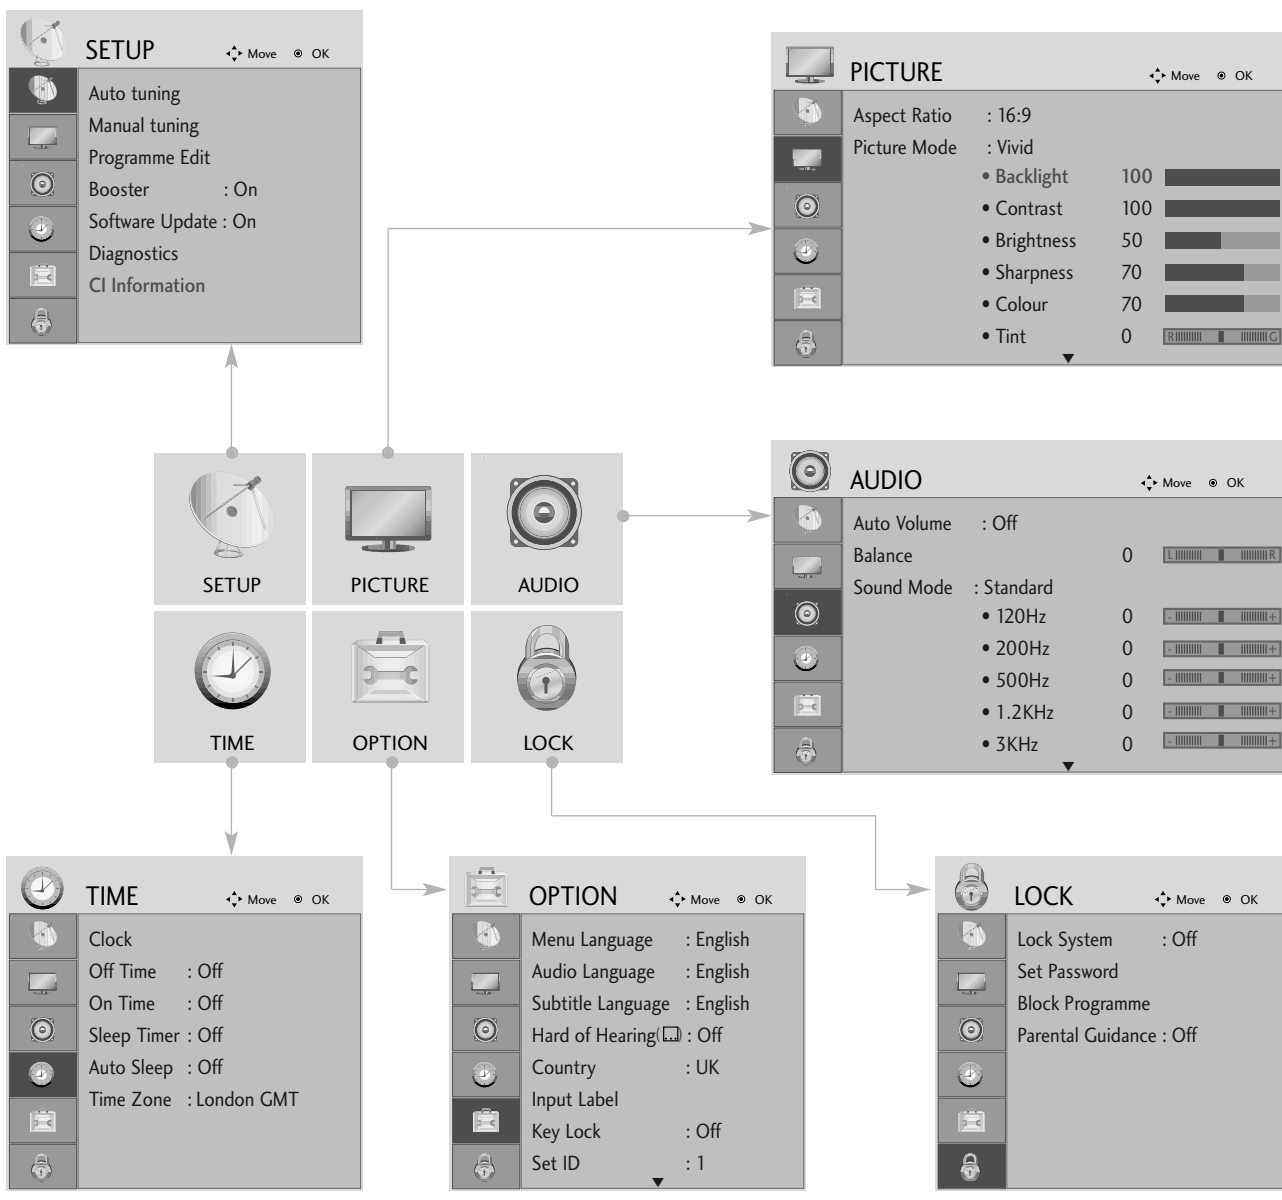 SETUP Move OK
Auto tuning
Manual tuning
Programme Edit
Booster : On
Software Update : On
Diagnostics
CI Information
PICTURE Move OK
Aspect Ratio : 16:9
Picture Mode : Vivid
• Backlight 100
• Contrast 100
• Brightness 50
• Sharpness 70
• Colour 70
• Tint 0 R G
SETUP
PICTURE
AUDIO
TIME
OPTION
LOCK
AUDIO Move OK
Auto Volume : Off
Balance 0 L R
Sound Mode : Standard
• 120Hz 0 - +
• 200Hz 0 - +
• 500Hz 0 - +
• 1.2KHz 0 - +
• 3KHz 0 - +
TIME Move OK
Clock
Off Time : Off
On Time : Off
Sleep Timer : Off
Auto Sleep : Off
Time Zone : London GMT
OPTION Move OK
Menu Language : English
Audio Language : English
Subtitle Language : English
Hard of Hearing( ) : Off
Country : UK
Input Label
Key Lock : Off
Set ID : 1
LOCK Move OK
Lock System : Off
Set Password
Block Programme
Parental Guidance : Off